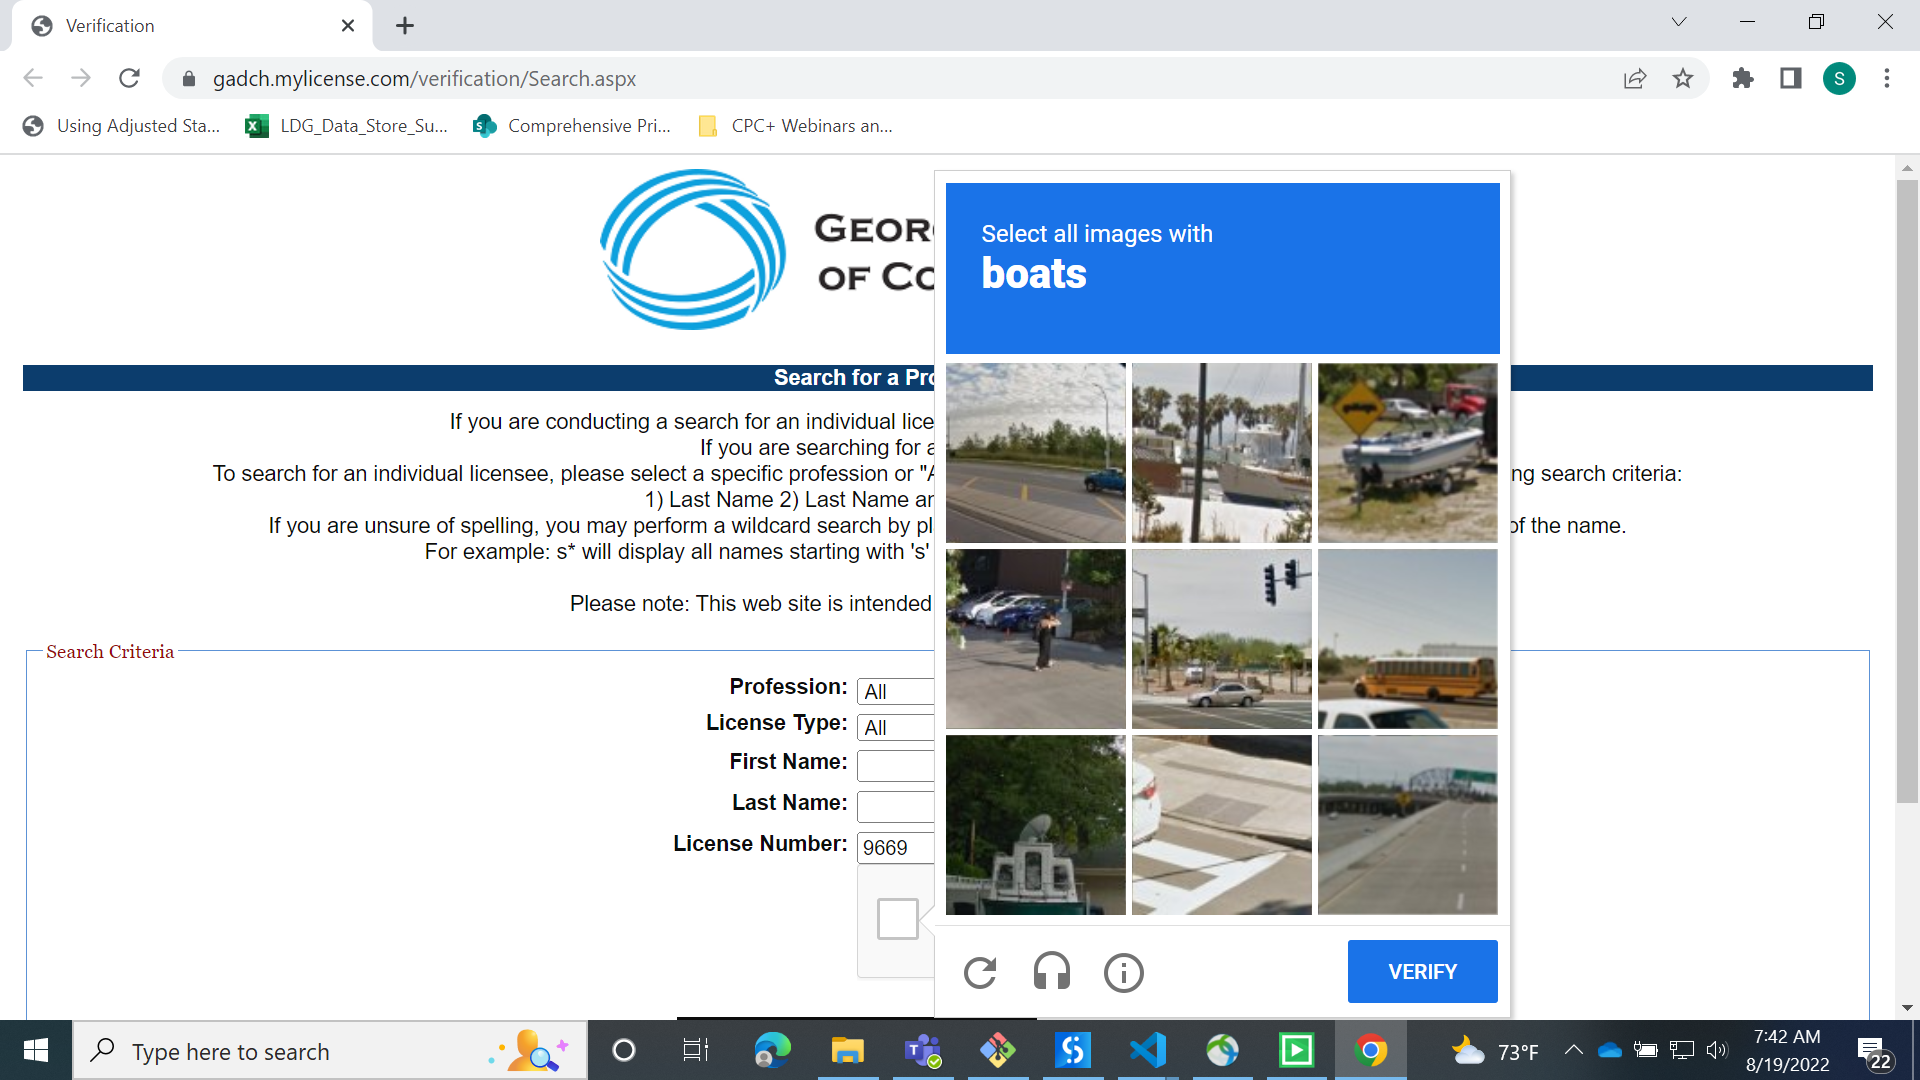 Verification
gadch.mylicense.com/verification/Search.aspx
S
Using Adjusted Sta...
LDG_Data_Store_Su...
Comprehensive Pri...
CPC+ Webinars an...
GEOR
OF CO
Select all images with
boats
Search for a Pro
If you are conducting a search for an individual lice
If you are searching for a
To search for an individual licensee, please select a specific profession or "A
ng search criteria:
1) Last Name 2) Last Name an
If you are unsure of spelling, you may perform a wildcard search by pl
of the name.
For example: s* will display all names starting with 's'
Please note: This web site is intended
Search Criteria
Profession:
All
License Type:
All
First Name:
Last Name:
License Number:
9669
VERIFY
Type here to search
73°F
7:42 AM
8/19/2022
22